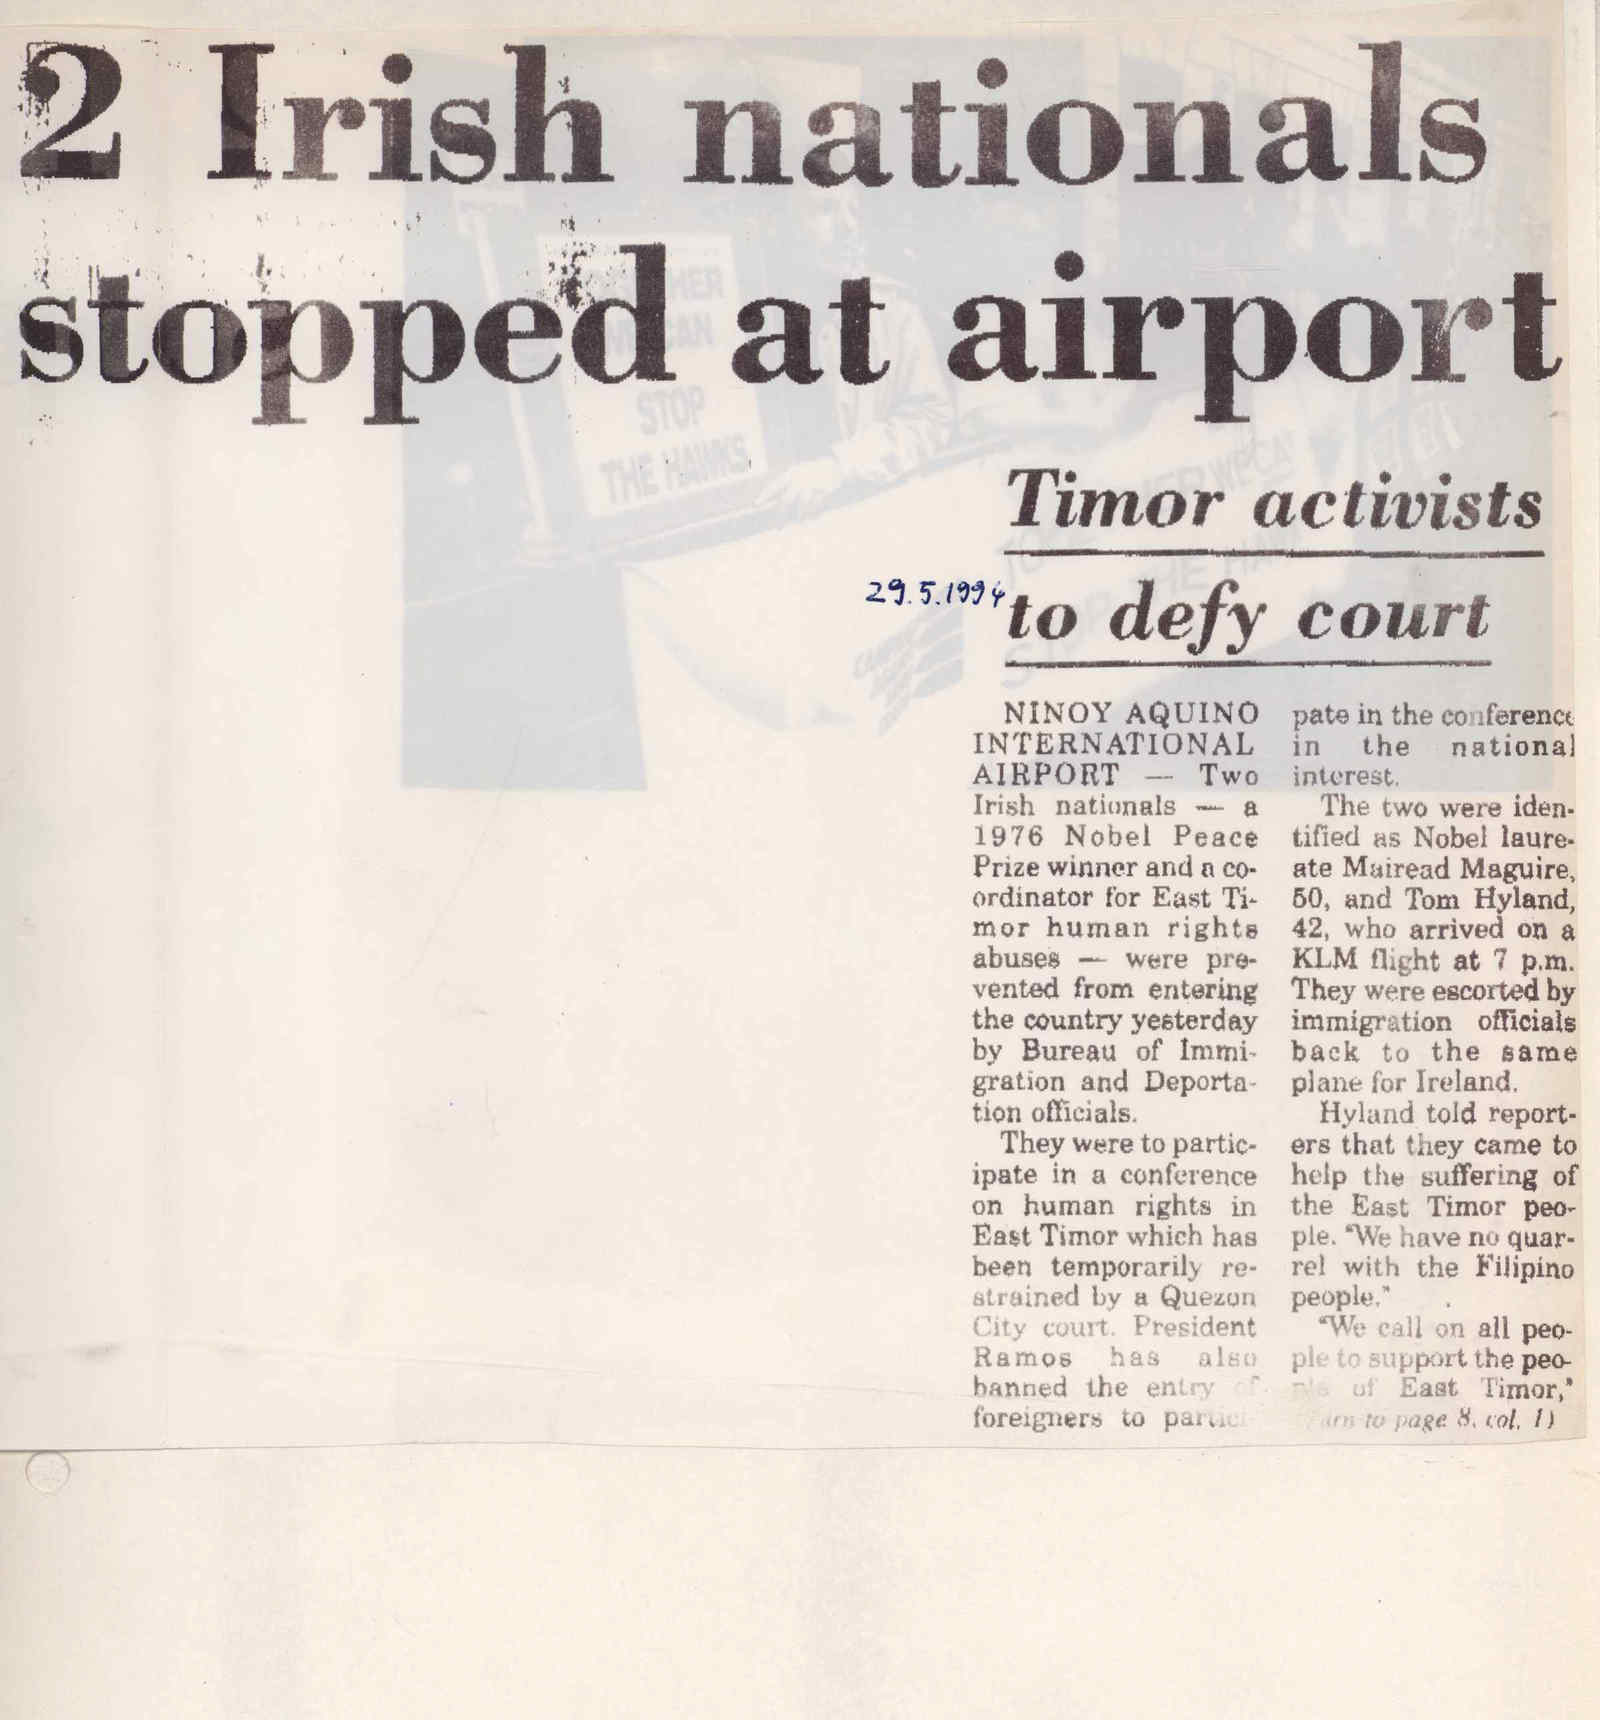 2 Irish nationals
stopped at airport
Timor activists
to defy court
29.5.1994
NINOY AQUINO
INTERNATIONAL
AIRPORT — Two
Irish nationals — a
1976 Nobel Peace
Prize winner and a co-
ordinator for East Ti-
mor human rights
abuses — were pre-
vented from entering
the country yesterday
by Bureau of Immi-
gration and Deporta-
tion officials.
They were to partic-
ipate in a conference
on human rights in
East Timor which has
been temporarily re-
strained by a Quezon
City court. President
Ramos has also
banned the entry of
foreigners to partici-
pate in the conference
in the national
interest.
The two were iden-
tified as Nobel laure-
ate Mairead Maguire,
50, and Tom Hyland,
42, who arrived on a
KLM flight at 7 p.m.
They were escorted by
immigration officials
back to the same
plane for Ireland.
Hyland told report-
ers that they came to
help the suffering of
the East Timor peo-
ple. "We have no quar-
rel with the Filipino
people."
"We call on all peo-
ple to support the peo-
ple of East Timor,"
(Turn to page 8, col. 1)
STOP
THE HAWKS